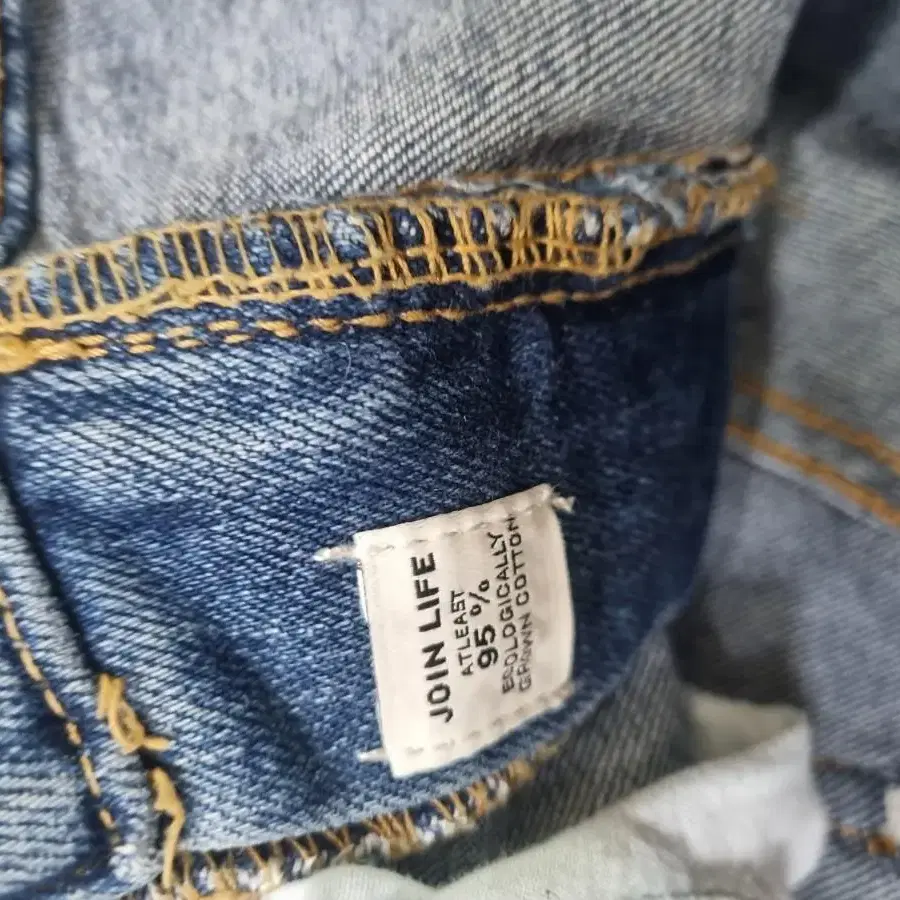 JOIN LIFE
ATLEAST
95 %
ECOLOGICALLY
GROWN COTTON